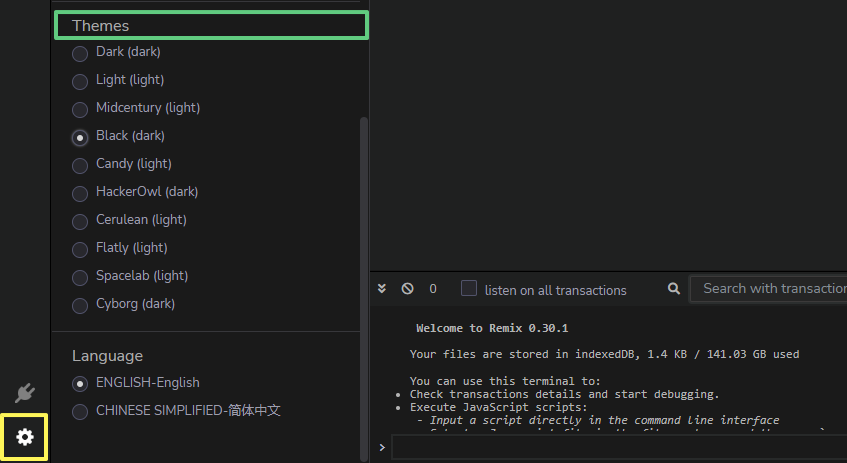 Themes
Dark (dark)
Light (light)
Midcentury (light)
Black (dark)
Candy (light)
HackerOwl (dark)
Cerulean (light)
Flatly (light)
Spacelab (light)
Cyborg (dark)
Language
ENGLISH-English
CHINESE SIMPLIFIED-简体中文
0
listen on all transactions
Search with transaction
Welcome to Remix 0.30.1
Your files are stored in indexedDB, 1.4 KB / 141.03 GB used
You can use this terminal to:
• Check transactions details and start debugging.
• Execute JavaScript scripts:
- Input a script directly in the command line interface
>